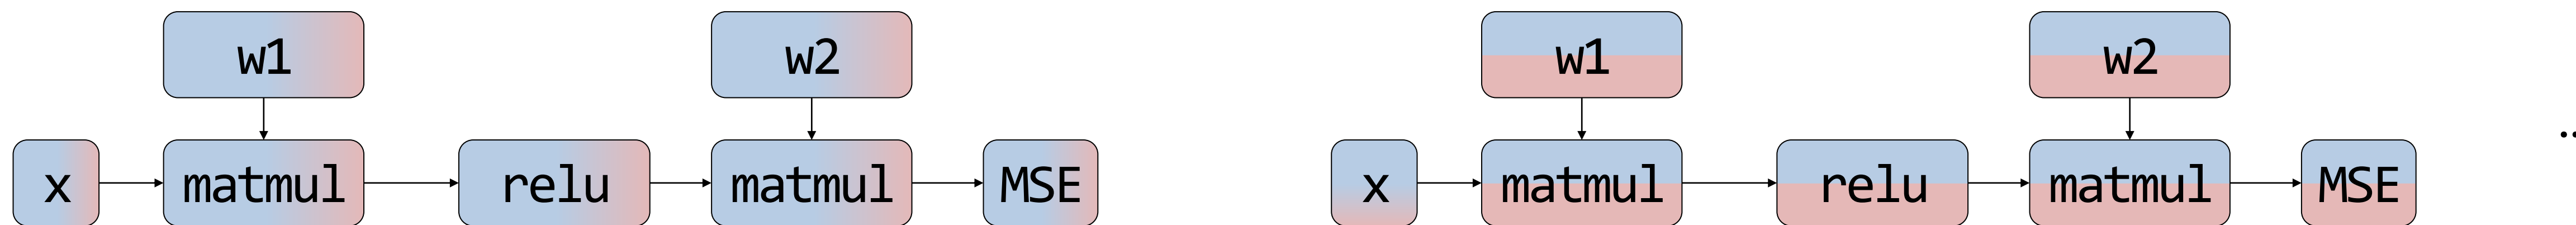 w1 w2 w1 w2
x matmul relu matmul MSE x matmul relu matmul MSE